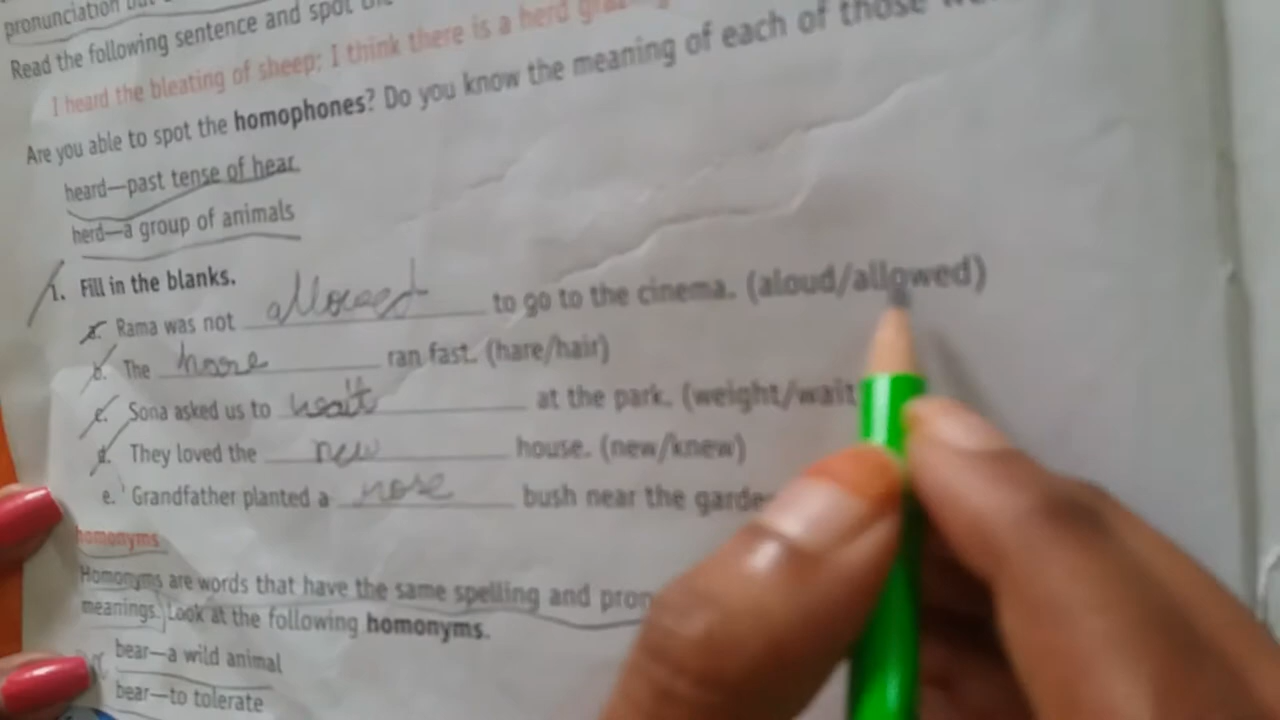 pronunciation but
Read the following sentence and spot the
I heard the bleating of sheep; I think there is a herd
Are you able to spot the homophones? Do you know the meaning of each of those
heard—past tense of hear
herd—a group of animals
1. Fill in the blanks.
a. Rama was not allowed to go to the cinema. (aloud/allowed)
b. The hare ran fast. (hare/hair)
c. Sona asked us to wait at the park. (weight/wait
d. They loved the new house. (new/knew)
e. Grandfather planted a rose bush near the garde
homonyms
Homonyms are words that have the same spelling and pron
meanings. Look at the following homonyms.
bear—a wild animal
bear—to tolerate